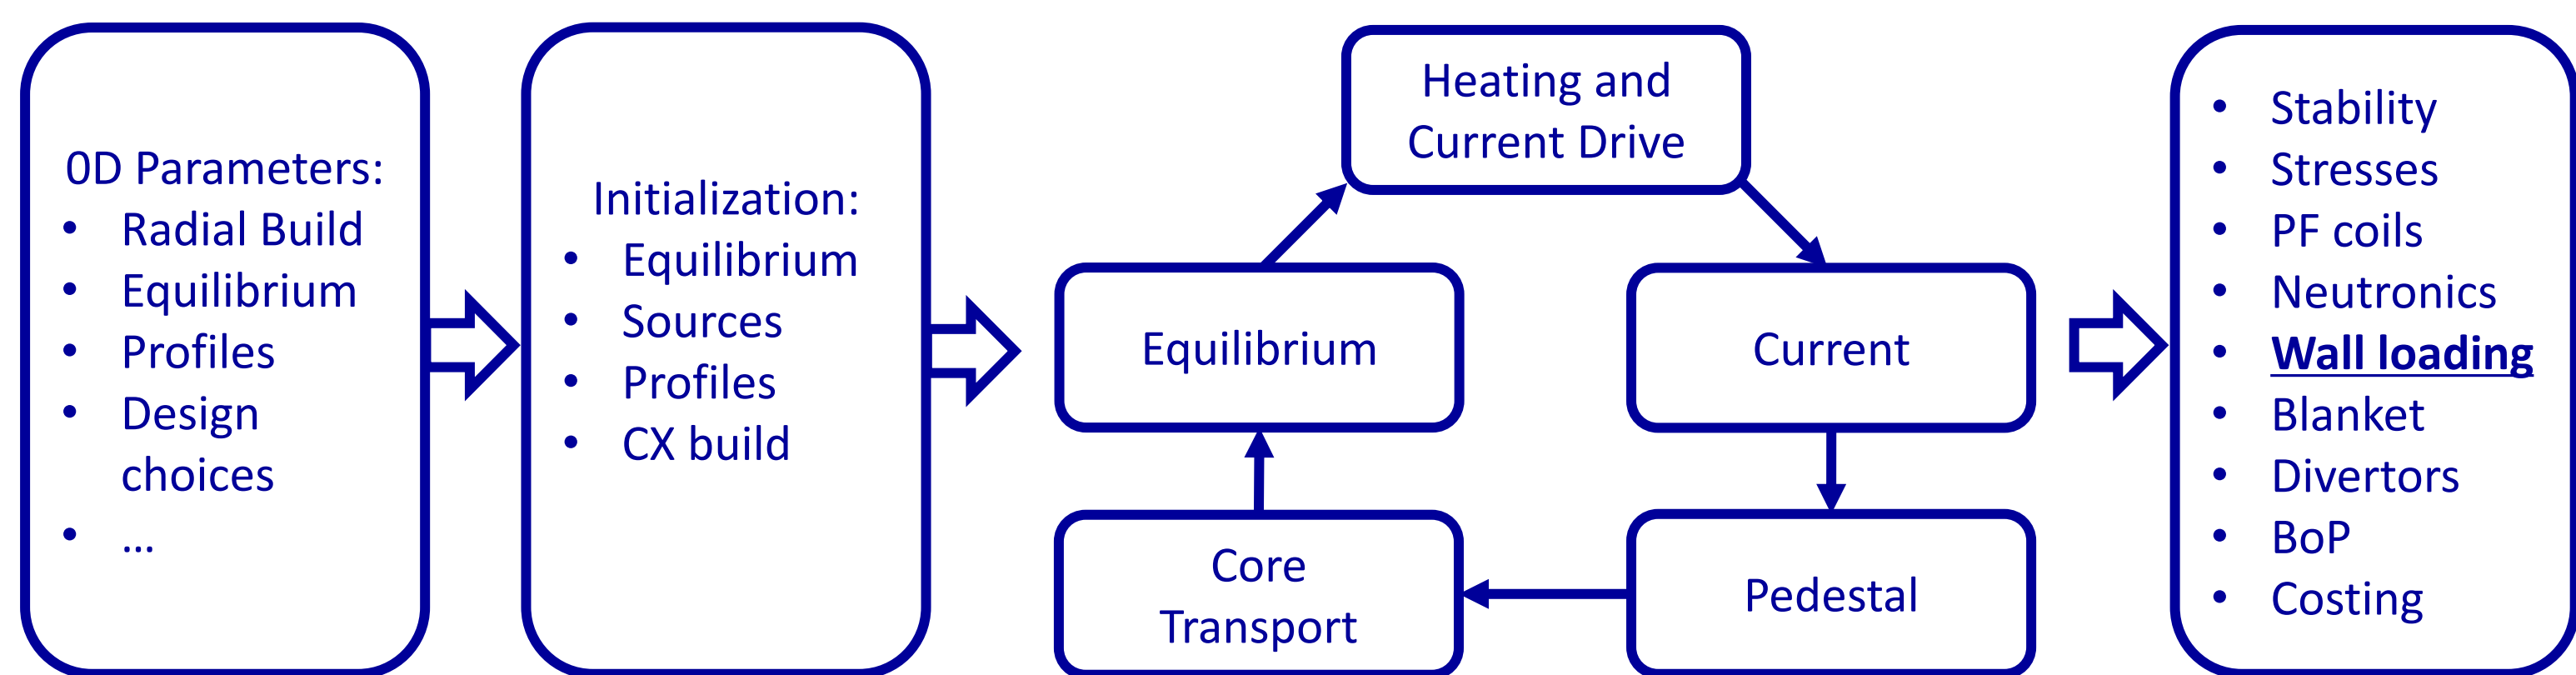 0D Parameters:
• Radial Build
• Equilibrium
• Profiles
• Design
choices
• ...
Initialization:
• Equilibrium
• Sources
• Profiles
• CX build
Heating and
Current Drive
Equilibrium
Current
Core
Transport
Pedestal
• Stability
• Stresses
• PF coils
• Neutronics
• Wall loading
• Blanket
• Divertors
• BoP
• Costing